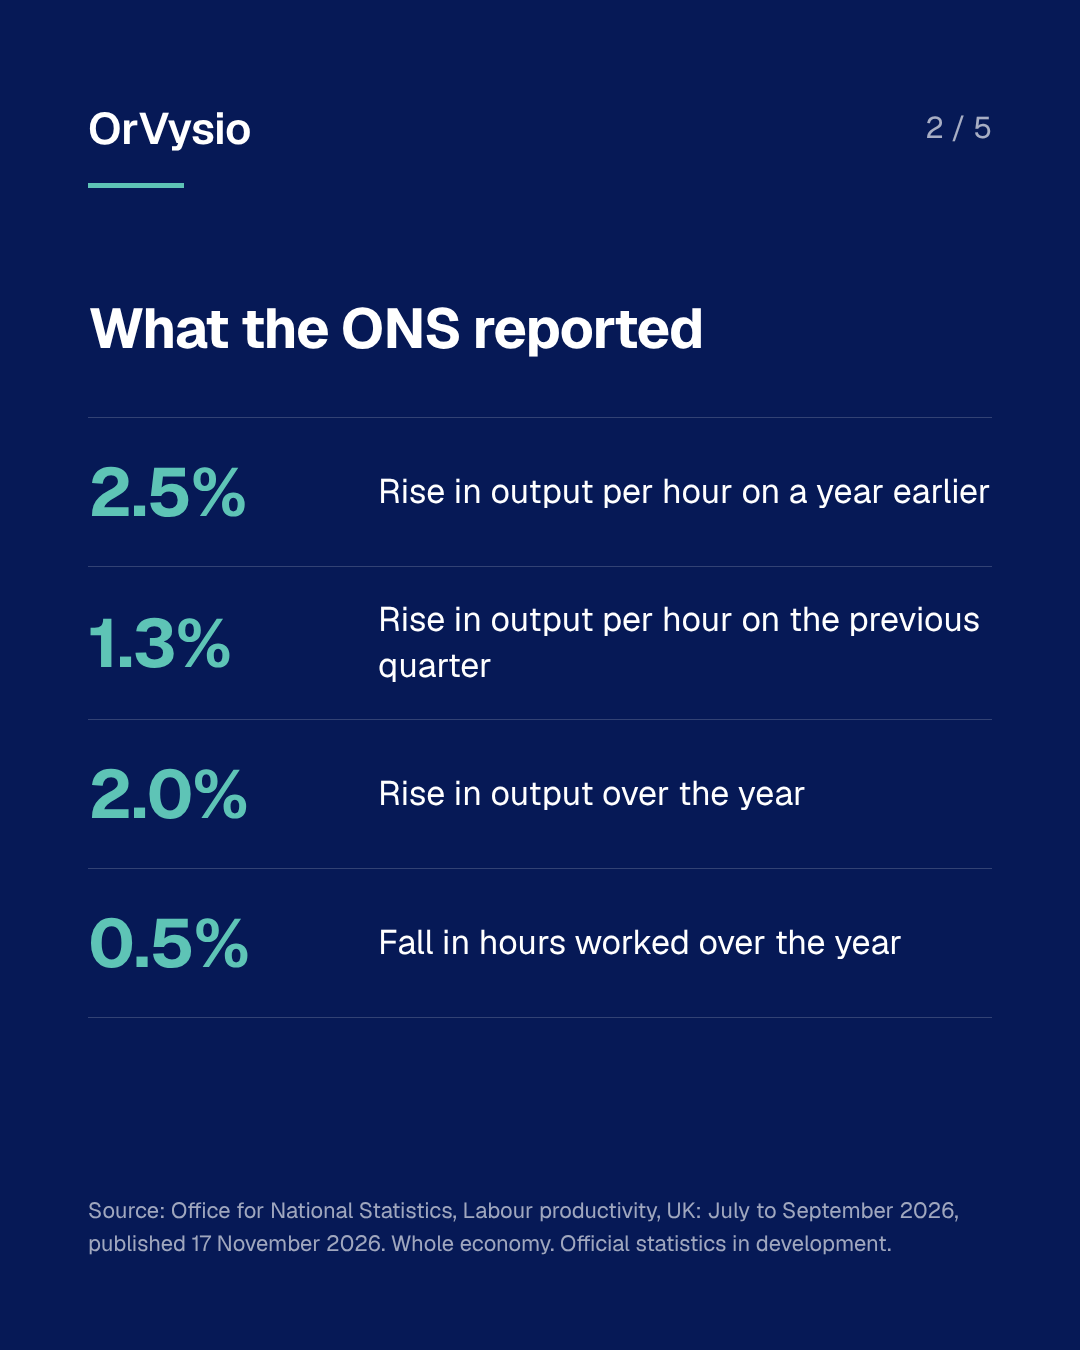 OrVysio
2 / 5
What the ONS reported
2.5%
Rise in output per hour on a year earlier
1.3%
Rise in output per hour on the previous
quarter
2.0%
Rise in output over the year
0.5%
Fall in hours worked over the year
Source: Office for National Statistics, Labour productivity, UK: July to September 2026,
published 17 November 2026. Whole economy. Official statistics in development.